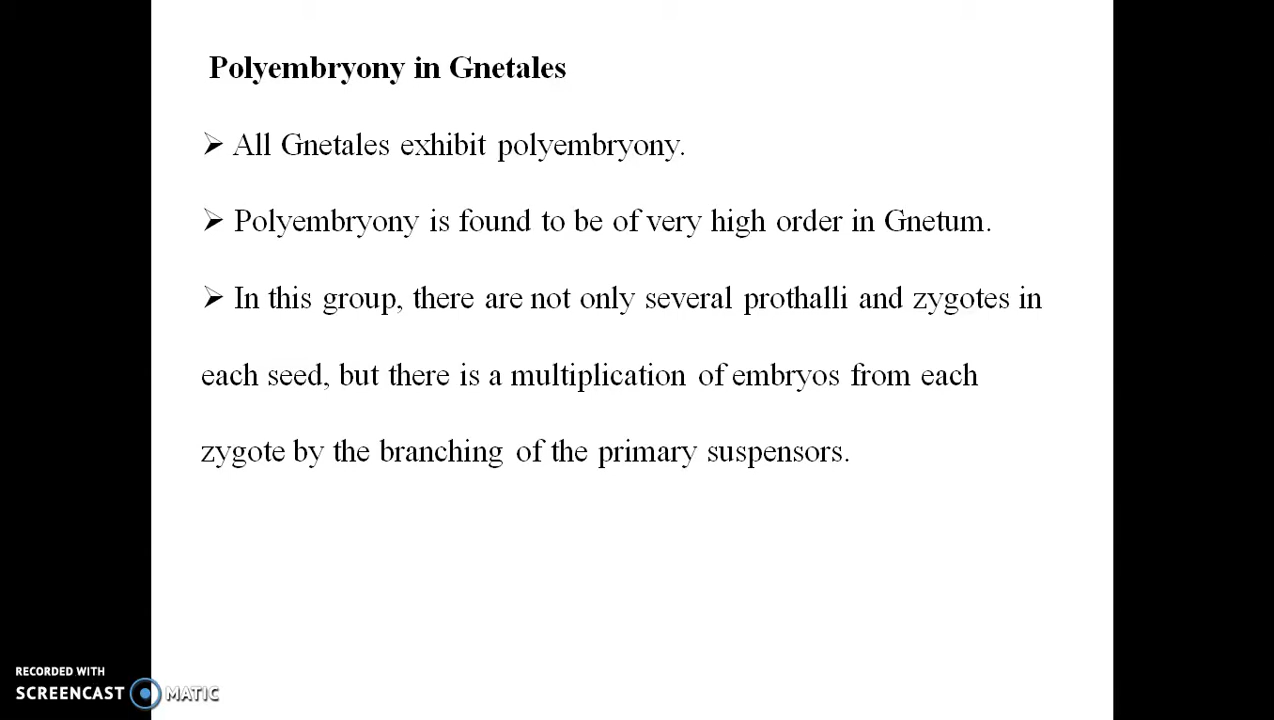 Polyembryony in Gnetales
➢ All Gnetales exhibit polyembryony.
➢ Polyembryony is found to be of very high order in Gnetum.
➢ In this group, there are not only several prothalli and zygotes in
each seed, but there is a multiplication of embryos from each
zygote by the branching of the primary suspensors.
RECORDED WITH
SCREENCAST MATIC